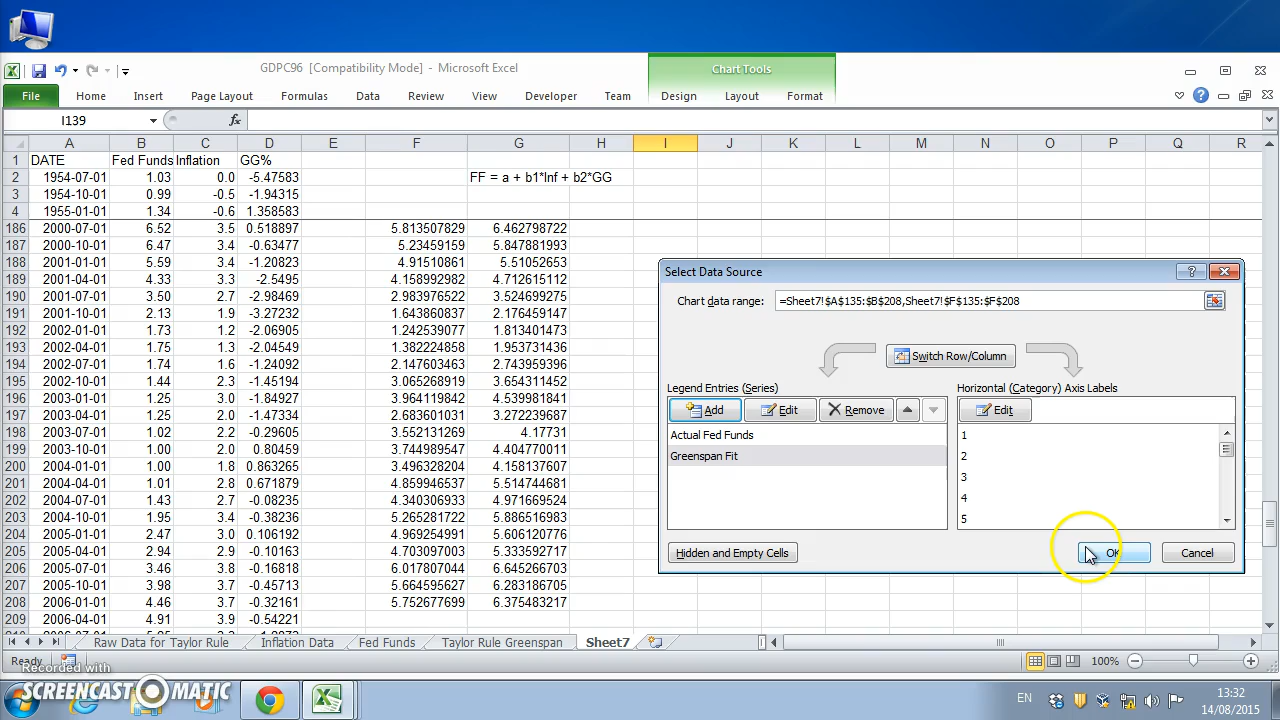 GDPC96 [Compatibility Mode] - Microsoft Excel
Chart Tools
File Home Insert Page Layout Formulas Data Review View Developer Team Design Layout Format
I139 fx
A B C D E F G H I J K L M N O P Q R
1 DATE Fed Funds Inflation GG%
2 1954-07-01 1.03 0.0 -5.47583 FF = a + b1*Inf + b2*GG
3 1954-10-01 0.99 -0.5 -1.94315
4 1955-01-01 1.34 -0.6 1.358583
186 2000-07-01 6.52 3.5 0.518897 5.813507829 6.462798722
187 2000-10-01 6.47 3.4 -0.63477 5.23459159 5.847881993
188 2001-01-01 5.59 3.4 -1.20823 4.91510861 5.51052653
189 2001-04-01 4.33 3.3 -2.5495 4.158992982 4.712615112
190 2001-07-01 3.50 2.7 -2.98469 2.983976522 3.524699275
191 2001-10-01 2.13 1.9 -3.27232 1.643860737 2.176459147
192 2002-01-01 1.73 1.2 -2.06905 1.242539077 1.813401473
193 2002-04-01 1.75 1.3 -2.04549 1.382224858 1.953731436
194 2002-07-01 1.74 1.6 -1.24092 2.147603463 2.743959396
195 2002-10-01 1.44 2.3 -1.45194 3.065268919 3.654314452
196 2003-01-01 1.25 3.0 -1.84927 3.964119842 4.539981841
197 2003-04-01 1.25 2.0 -1.47334 2.683601031 3.272239687
198 2003-07-01 1.02 2.2 -0.29605 3.552131269 4.17731
199 2003-10-01 1.00 2.0 0.80459 3.744989547 4.404770011
200 2004-01-01 1.00 1.8 0.863265 3.496328204 4.158137607
201 2004-04-01 1.01 2.8 0.671879 4.859946537 5.514744681
202 2004-07-01 1.43 2.7 -0.08235 4.340306933 4.971669524
203 2004-10-01 1.95 3.4 -0.38236 5.265281722 5.886516983
204 2005-01-01 2.47 3.0 0.106192 4.969254991 5.606120776
205 2005-04-01 2.94 2.9 -0.10163 4.703097003 5.333592717
206 2005-07-01 3.46 3.8 -0.16818 6.017807044 6.645265703
207 2005-10-01 3.98 3.7 -0.45713 5.654595627 6.283186705
208 2006-01-01 4.46 3.7 -0.32161 5.752677699 6.375483217
209 2006-04-01 4.91 3.9 -0.54221
Select Data Source
Chart data range: =Sheet7!$A$135:$B$208,Sheet7!$F$135:$F$208
Switch Row/Column
Legend Entries (Series) Horizontal (Category) Axis Labels
Add Edit Remove Edit
Actual Fed Funds 1
Greenspan Fit 2
3
4
5
Hidden and Empty Cells OK Cancel
Raw Data for Taylor Rule Inflation Data Fed Funds Taylor Rule Greenspan Sheet7
Ready 100%
Recorded with
SCREENCAST MATIC
EN 13:32
14/08/2015